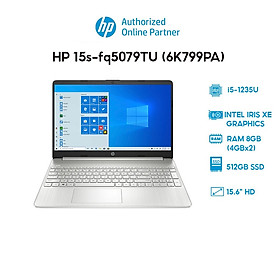 hp
Authorized
Online Partner
HP 15s-fq5079TU (6K799PA)
i5-1235U
INTEL IRIS XE
GRAPHICS
RAM 8GB
(4GBx2)
512GB SSD
15.6" HD